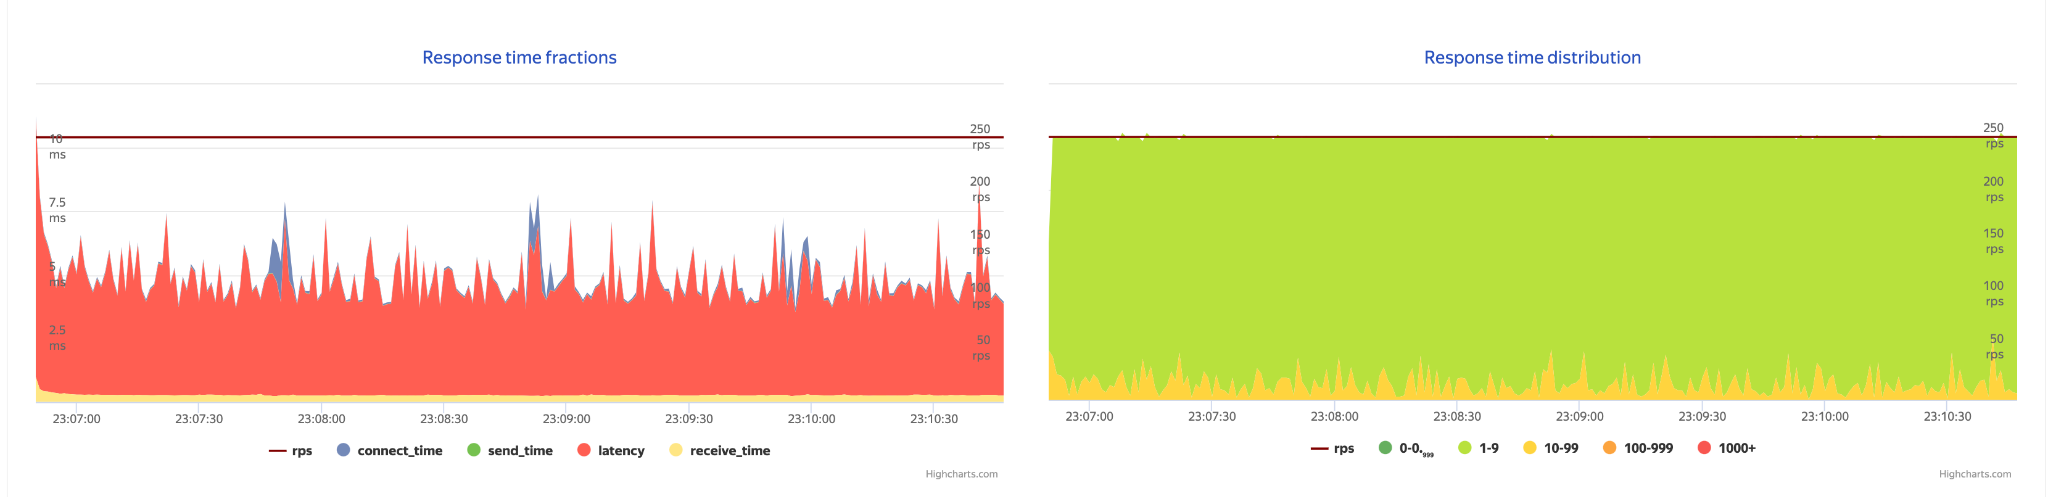 Response time fractions
10
ms
7.5
ms
5
ms
2.5
ms
250
rps
200
rps
150
rps
100
rps
50
rps
23:07:00 23:07:30 23:08:00 23:08:30 23:09:00 23:09:30 23:10:00 23:10:30
rps connect_time send_time latency receive_time
Highcharts.com
Response time distribution
250
rps
200
rps
150
rps
100
rps
50
rps
23:07:00 23:07:30 23:08:00 23:08:30 23:09:00 23:09:30 23:10:00 23:10:30
rps 0-0.999 1-9 10-99 100-999 1000+
Highcharts.com